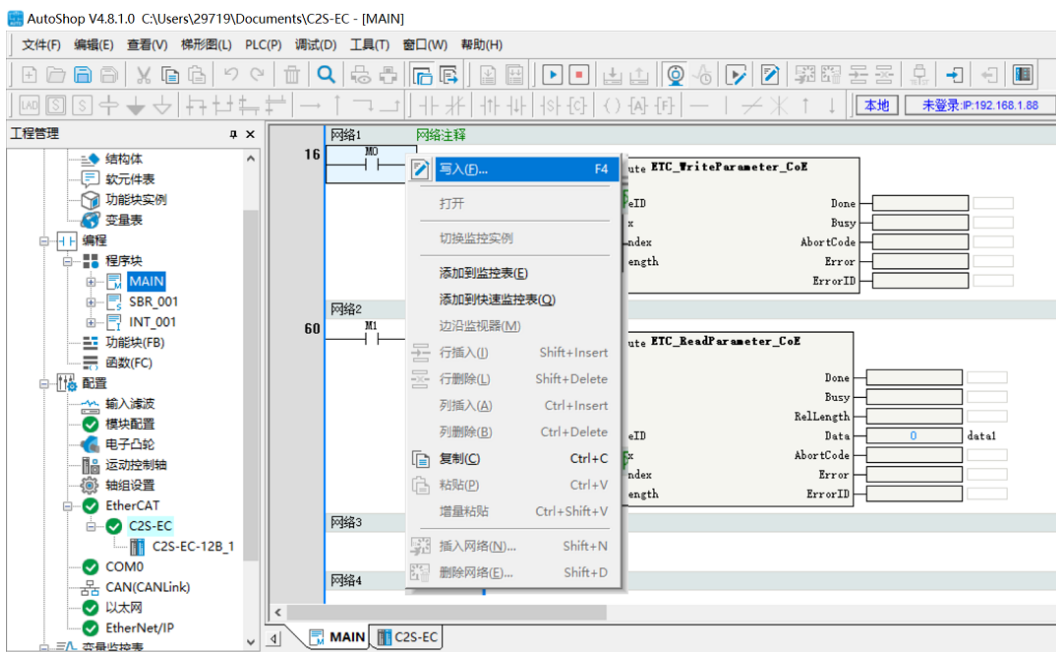 AutoShop V4.8.1.0 C:\Users\29719\Documents\C2S-EC - [MAIN]
文件(F) 编辑(E) 查看(V) 梯形图(L) PLC(P) 调试(D) 工具(T) 窗口(W) 帮助(H)
本地 未登录:IP:192.168.1.88
工程管理
结构体
软元件表
功能块实例
变量表
编程
程序块
MAIN
SBR_001
INT_001
功能块(FB)
函数(FC)
配置
输入滤波
模块配置
电子凸轮
运动控制轴
轴组设置
EtherCAT
C2S-EC
C2S-EC-12B_1
COM0
CAN(CANLink)
以太网
EtherNet/IP
变量监控表
网络1 网络注释
16 M0
ute ETC_WriteParameter_CoE
eID Done
x Busy
ndex AbortCode
ength Error
ErrorID
网络2
60 M1
ute ETC_ReadParameter_CoE
Done
Busy
RelLength
eID Data 0 data1
x AbortCode
ndex Error
ength ErrorID
网络3
网络4
写入(F)... F4
打开
切换监控实例
添加到监控表(E)
添加到快速监控表(Q)
边沿监视器(M)
行插入(I) Shift+Insert
行删除(L) Shift+Delete
列插入(A) Ctrl+Insert
列删除(B) Ctrl+Delete
复制(C) Ctrl+C
粘贴(P) Ctrl+V
增量粘贴 Ctrl+Shift+V
插入网络(N)... Shift+N
删除网络(E)... Shift+D
MAIN C2S-EC